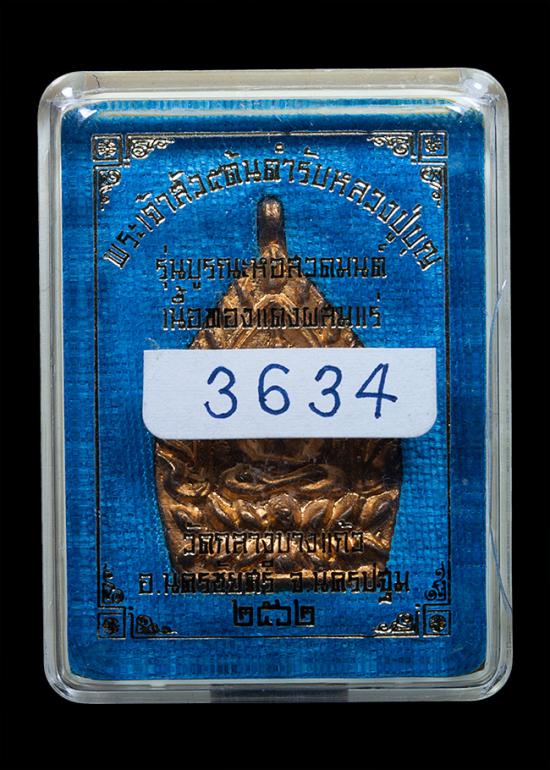 พระเจ้าสัว๕ต้นตำรับหลวงปู่บุญ
รุ่นบูรณะหอสวดมนต์
เนื้อทองแดงผสมแร่
3634
วัดกลางบางแก้ว
อ.นครชัยศรี จ.นครปฐม
๒๕๖๒